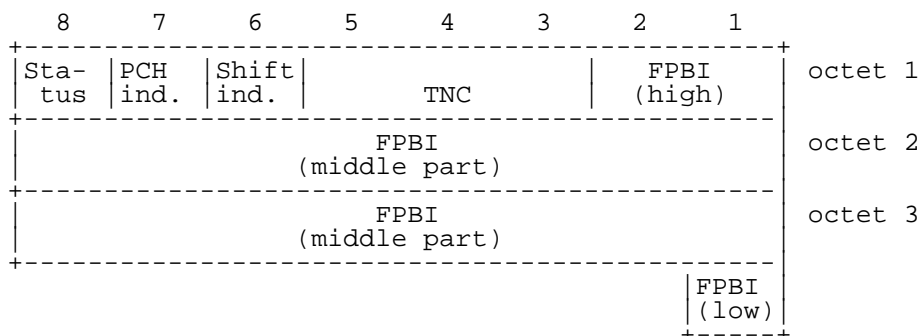 8 7 6 5 4 3 2 1
Sta- PCH Shift FPBI octet 1
tus ind. ind. TNC (high)
FPBI octet 2
(middle part)
FPBI octet 3
(middle part)
FPBI
(low)